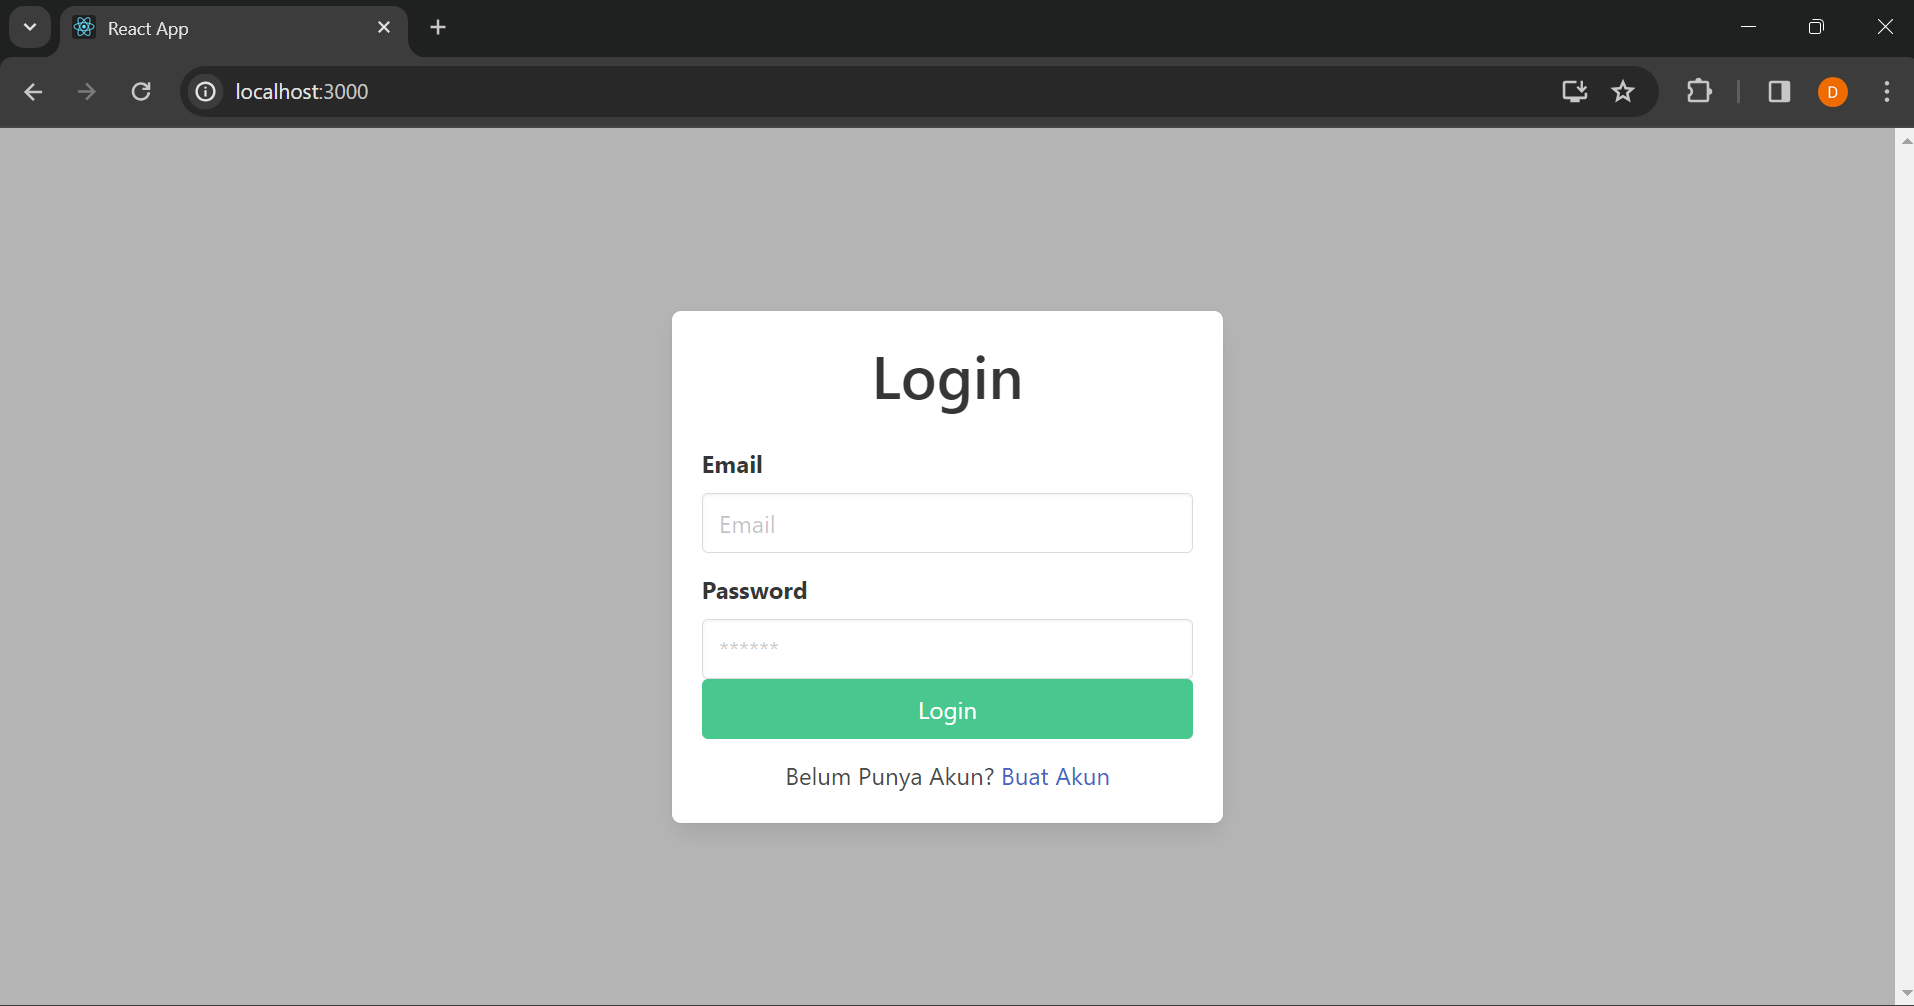 React App
localhost:3000
D
Login
Email
Email
Password
******
Login
Belum Punya Akun? Buat Akun